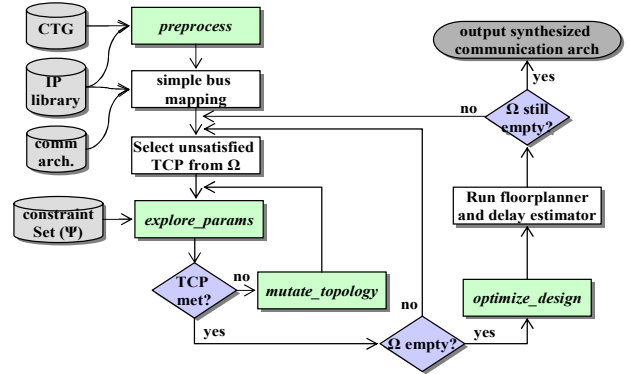 CTG
preprocess
output synthesized
communication arch
IP
library
simple bus
mapping
yes
no
Ω still
empty?
comm
arch.
Select unsatisfied
TCP from Ω
constraint
Set (Ψ)
explore_params
Run floorplanner
and delay estimator
TCP
met?
no
mutate_topology
no
optimize_design
yes
Ω empty?
yes